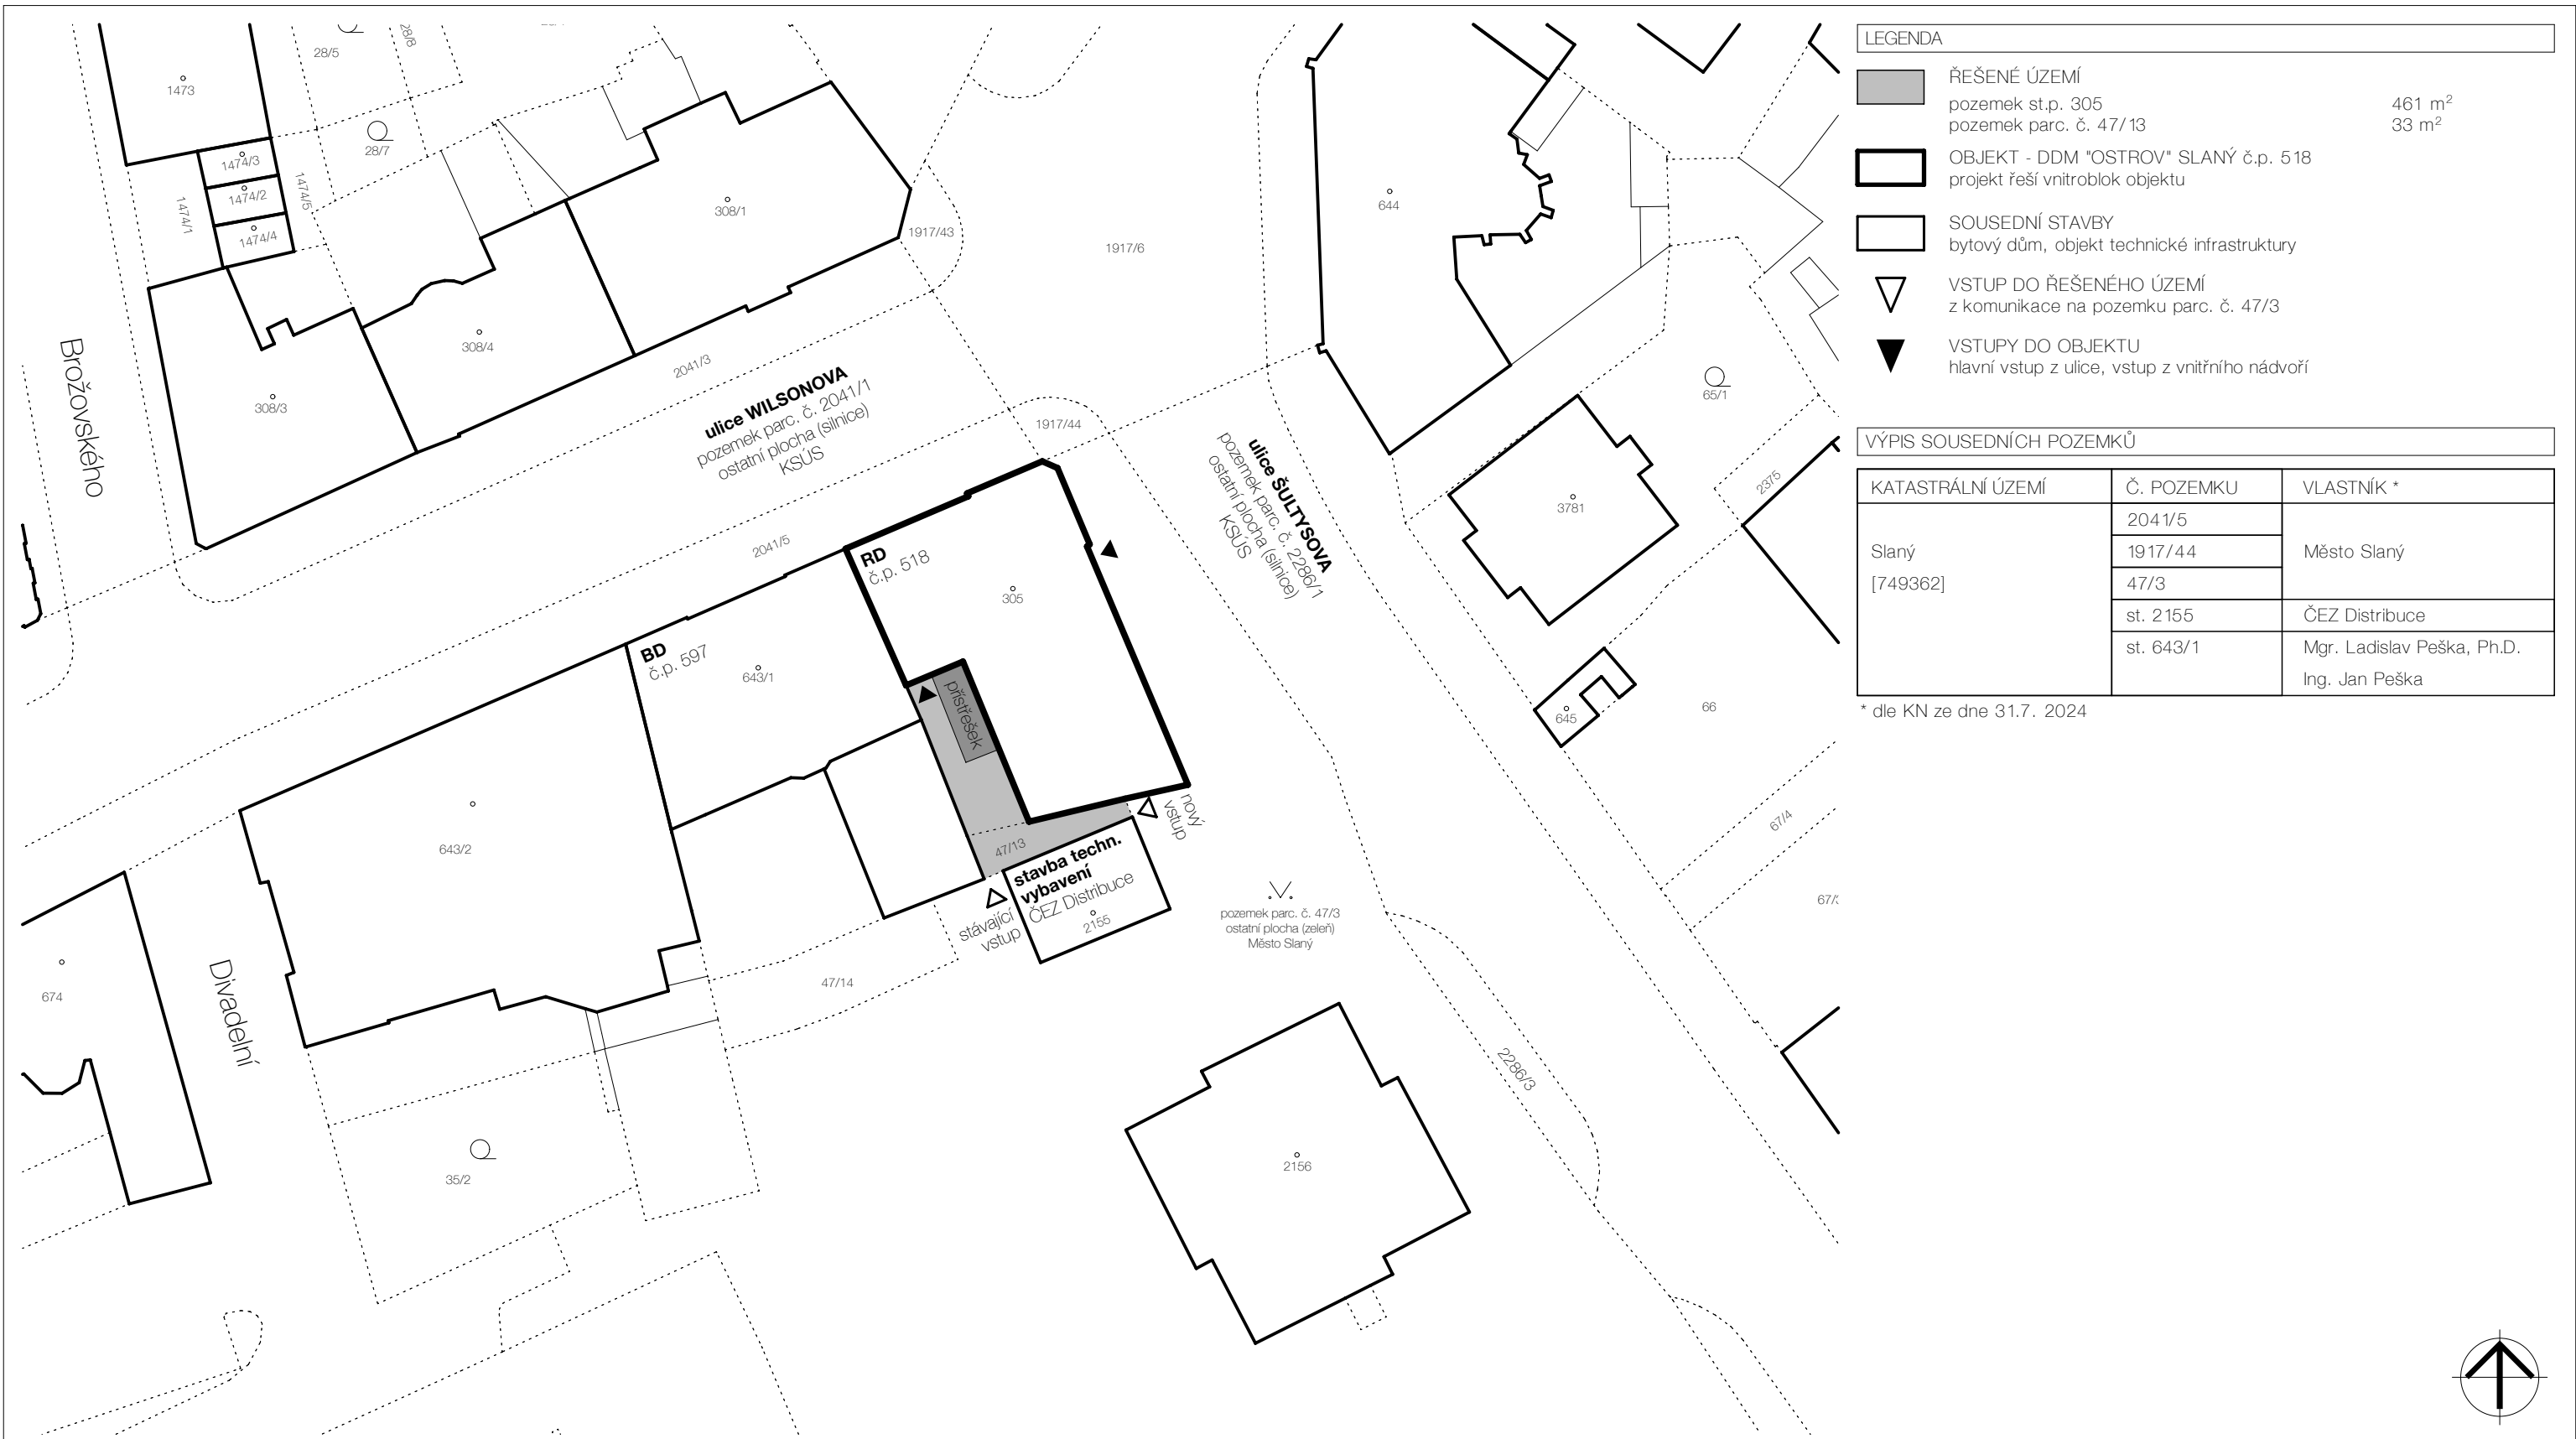 28/5
28/8
1473
28/7
1474/3
1474/2
1474/4
1474/1
1474/5
308/1
1917/43
1917/6
644
308/4
308/3
2041/3
Brožovského
ulice WILSONOVA
pozemek parc. č. 2041/1
ostatní plocha (silnice)
KSÚS
1917/44
ulice ŠULTYSOVA
pozemek parc. č. 2286/1
ostatní plocha (silnice)
KSÚS
65/1
3781
2375
2041/5
RD
č.p. 518
305
BD
č.p. 597
643/1
přístřešek
645
66
nový
vstup
47/13
stavba techn.
vybavení
ČEZ Distribuce
2155
stávající
vstup
643/2
67/4
67/
pozemek parc. č. 47/3
ostatní plocha (zeleň)
Město Slaný
674
Divadelní
47/14
2286/3
35/2
2156
LEGENDA
ŘEŠENÉ ÚZEMÍ
pozemek st.p. 305 461 m²
pozemek parc. č. 47/13 33 m²
OBJEKT - DDM "OSTROV" SLANÝ č.p. 518
projekt řeší vnitroblok objektu
SOUSEDNÍ STAVBY
bytový dům, objekt technické infrastruktury
VSTUP DO ŘEŠENÉHO ÚZEMÍ
z komunikace na pozemku parc. č. 47/3
VSTUPY DO OBJEKTU
hlavní vstup z ulice, vstup z vnitřního nádvoří
VÝPIS SOUSEDNÍCH POZEMKŮ
KATASTRÁLNÍ ÚZEMÍ Č. POZEMKU VLASTNÍK *
2041/5
Slaný 1917/44 Město Slaný
[749362] 47/3
st. 2155 ČEZ Distribuce
st. 643/1 Mgr. Ladislav Peška, Ph.D.
Ing. Jan Peška
* dle KN ze dne 31.7. 2024